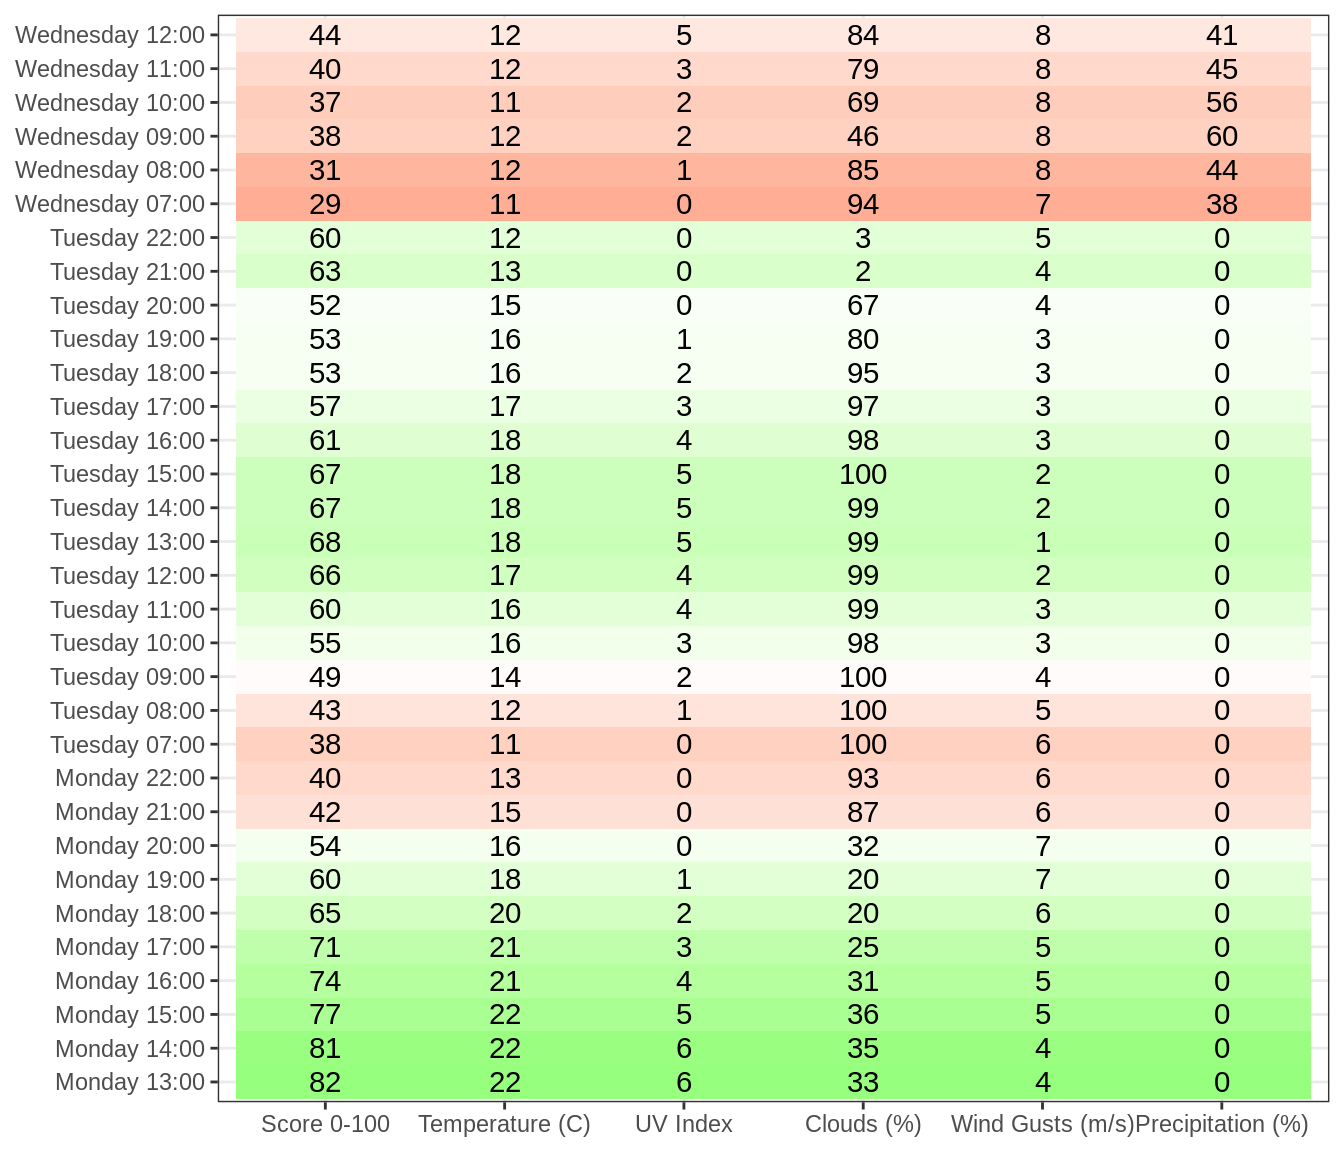 Wednesday 12:00 44 12 5 84 8 41
Wednesday 11:00 40 12 3 79 8 45
Wednesday 10:00 37 11 2 69 8 56
Wednesday 09:00 38 12 2 46 8 60
Wednesday 08:00 31 12 1 85 8 44
Wednesday 07:00 29 11 0 94 7 38
Tuesday 22:00 60 12 0 3 5 0
Tuesday 21:00 63 13 0 2 4 0
Tuesday 20:00 52 15 0 67 4 0
Tuesday 19:00 53 16 1 80 3 0
Tuesday 18:00 53 16 2 95 3 0
Tuesday 17:00 57 17 3 97 3 0
Tuesday 16:00 61 18 4 98 3 0
Tuesday 15:00 67 18 5 100 2 0
Tuesday 14:00 67 18 5 99 2 0
Tuesday 13:00 68 18 5 99 1 0
Tuesday 12:00 66 17 4 99 2 0
Tuesday 11:00 60 16 4 99 3 0
Tuesday 10:00 55 16 3 98 3 0
Tuesday 09:00 49 14 2 100 4 0
Tuesday 08:00 43 12 1 100 5 0
Tuesday 07:00 38 11 0 100 6 0
Monday 22:00 40 13 0 93 6 0
Monday 21:00 42 15 0 87 6 0
Monday 20:00 54 16 0 32 7 0
Monday 19:00 60 18 1 20 7 0
Monday 18:00 65 20 2 20 6 0
Monday 17:00 71 21 3 25 5 0
Monday 16:00 74 21 4 31 5 0
Monday 15:00 77 22 5 36 5 0
Monday 14:00 81 22 6 35 4 0
Monday 13:00 82 22 6 33 4 0
Score 0-100 Temperature (C) UV Index Clouds (%) Wind Gusts (m/s) Precipitation (%)